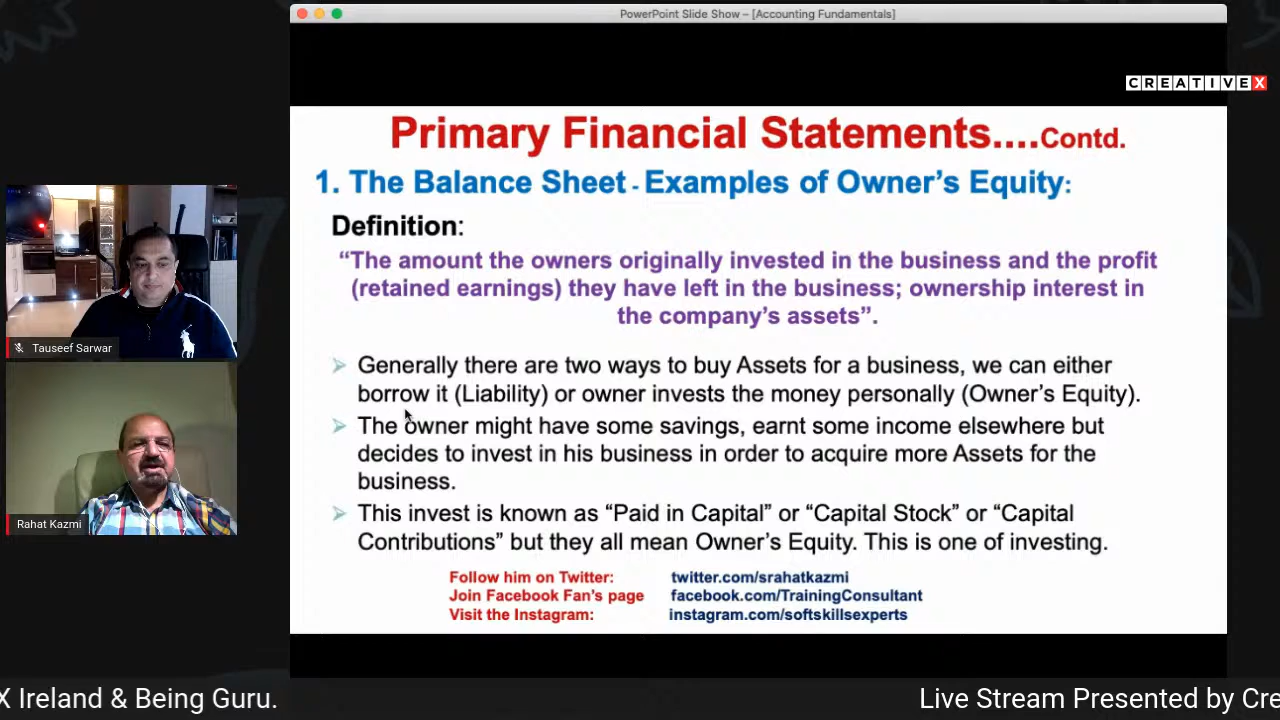 PowerPoint Slide Show – [Accounting Fundamentals]
CREATIVEX
Primary Financial Statements....Contd.
1. The Balance Sheet - Examples of Owner’s Equity:
Definition:
“The amount the owners originally invested in the business and the profit
(retained earnings) they have left in the business; ownership interest in
the company’s assets”.
Generally there are two ways to buy Assets for a business, we can either
borrow it (Liability) or owner invests the money personally (Owner’s Equity).
The owner might have some savings, earnt some income elsewhere but
decides to invest in his business in order to acquire more Assets for the
business.
This invest is known as “Paid in Capital” or “Capital Stock” or “Capital
Contributions” but they all mean Owner’s Equity. This is one of investing.
Follow him on Twitter: twitter.com/srahatkazmi
Join Facebook Fan’s page facebook.com/TrainingConsultant
Visit the Instagram: instagram.com/softskillsexperts
Tauseef Sarwar
Rahat Kazmi
X Ireland & Being Guru. Live Stream Presented by Cre